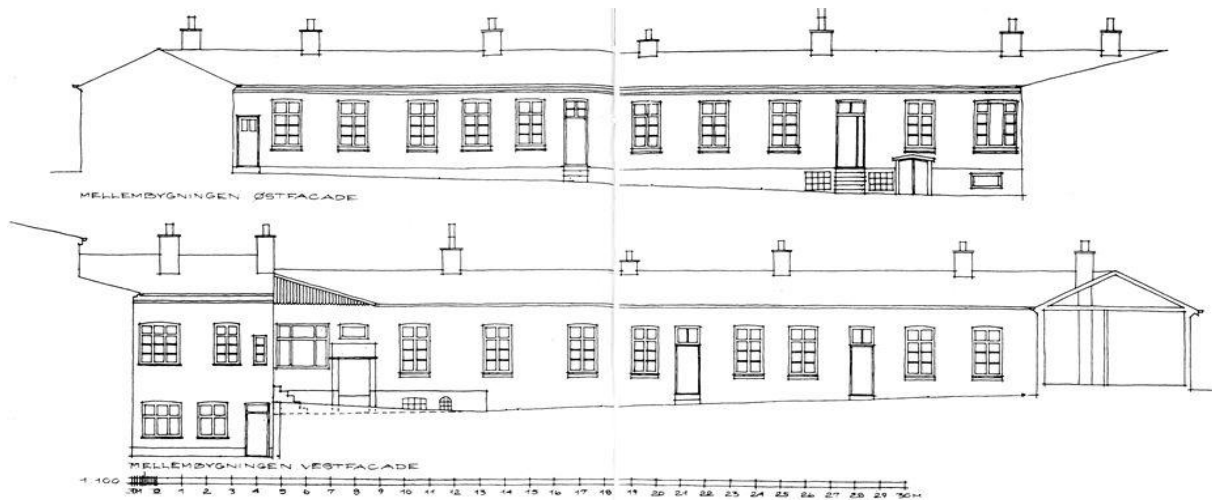 MELLEMBYGNINGEN ØSTFACADE
MELLEMBYGNINGEN VESTFACADE
1:100
0 1 2 3 4 5 6 7 8 9 10 11 12 13 14 15 16 17 18 19 20 21 22 23 24 25 26 27 28 29 30M